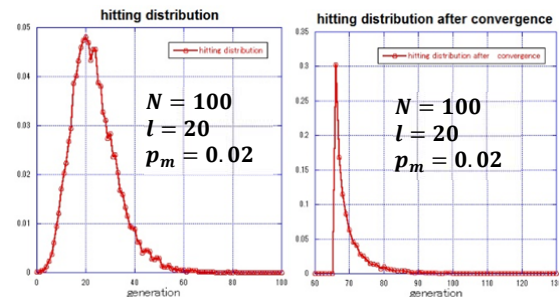 hitting distribution
0.05
0.04
0.03
0.02
0.01
0
0
20
40
60
80
100
hitting distribution
N = 100
l = 20
pₘ = 0.02
generation
hitting distribution after convergence
0.35
0.3
0.25
0.2
0.15
0.1
0.05
0
60
70
80
90
100
110
120
130
hitting distribution after convergence
N = 100
l = 20
pₘ = 0.02
generation